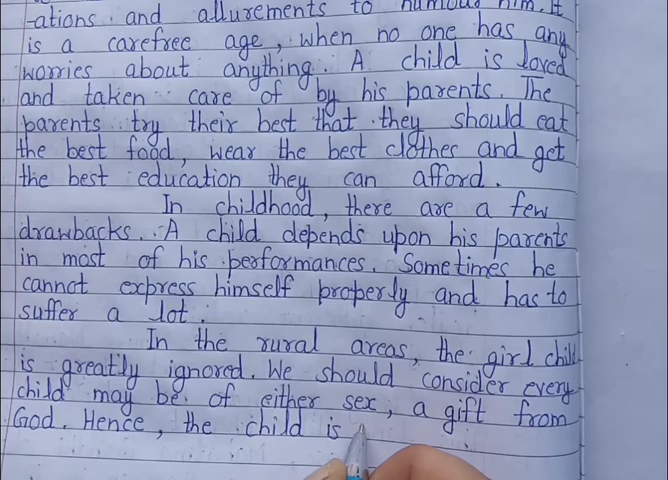 -ations and allurements to humour him. It
is a carefree age, when no one has any
worries about anything. A child is loved
and taken care of by his parents. The
parents try their best that they should eat
the best food, wear the best clothes and get
the best education they can afford.
In childhood, there are a few
drawbacks. A child depends upon his parents
in most of his performances. Sometimes he
cannot express himself properly and has to
suffer a lot.
In the rural areas, the girl child
is greatly ignored. We should consider every
child may be of either sex, a gift from
God. Hence, the child is